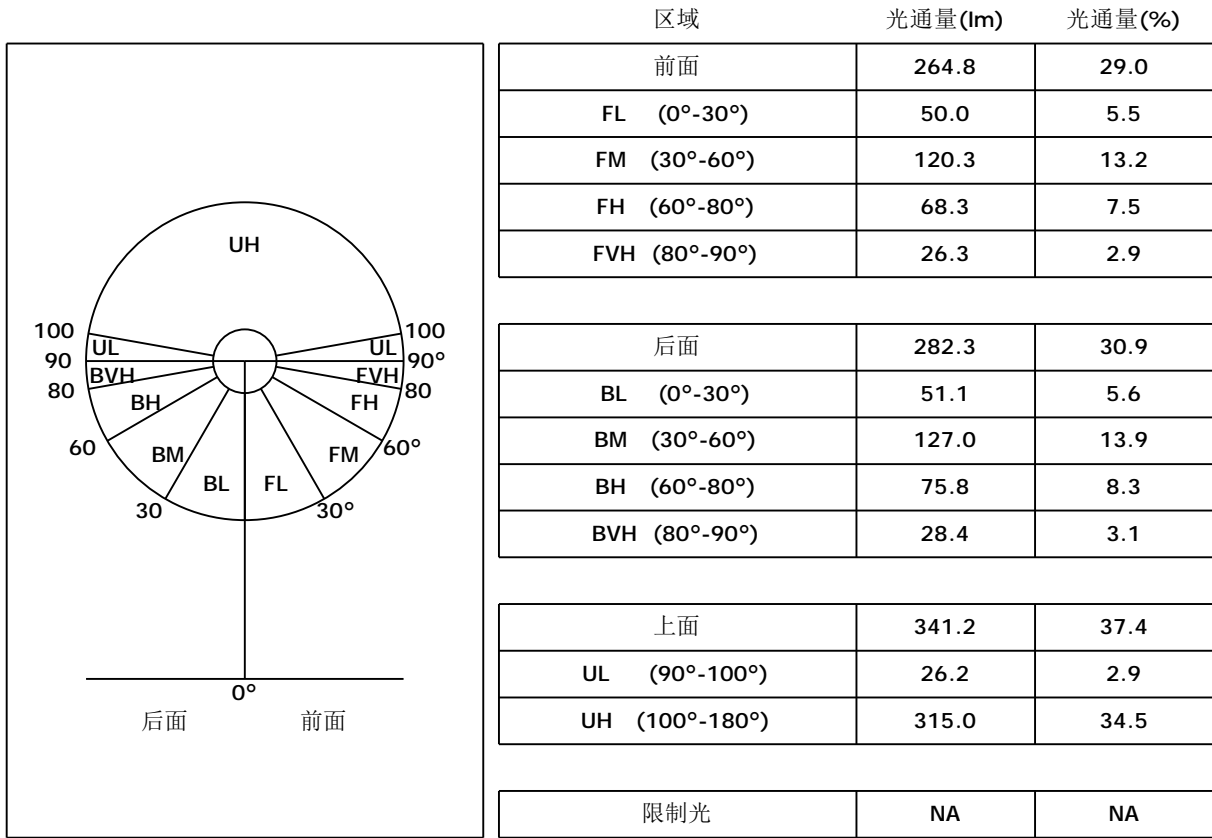 区域 光通量(lm) 光通量(%)
前面 264.8 29.0
FL (0°-30°) 50.0 5.5
FM (30°-60°) 120.3 13.2
FH (60°-80°) 68.3 7.5
FVH (80°-90°) 26.3 2.9
后面 282.3 30.9
BL (0°-30°) 51.1 5.6
BM (30°-60°) 127.0 13.9
BH (60°-80°) 75.8 8.3
BVH (80°-90°) 28.4 3.1
上面 341.2 37.4
UL (90°-100°) 26.2 2.9
UH (100°-180°) 315.0 34.5
限制光 NA NA
UH
100 100
UL UL
90 90°
BVH FVH
80 80
BH FH
60 60°
BM FM
BL FL
30 30°
0°
后面 前面